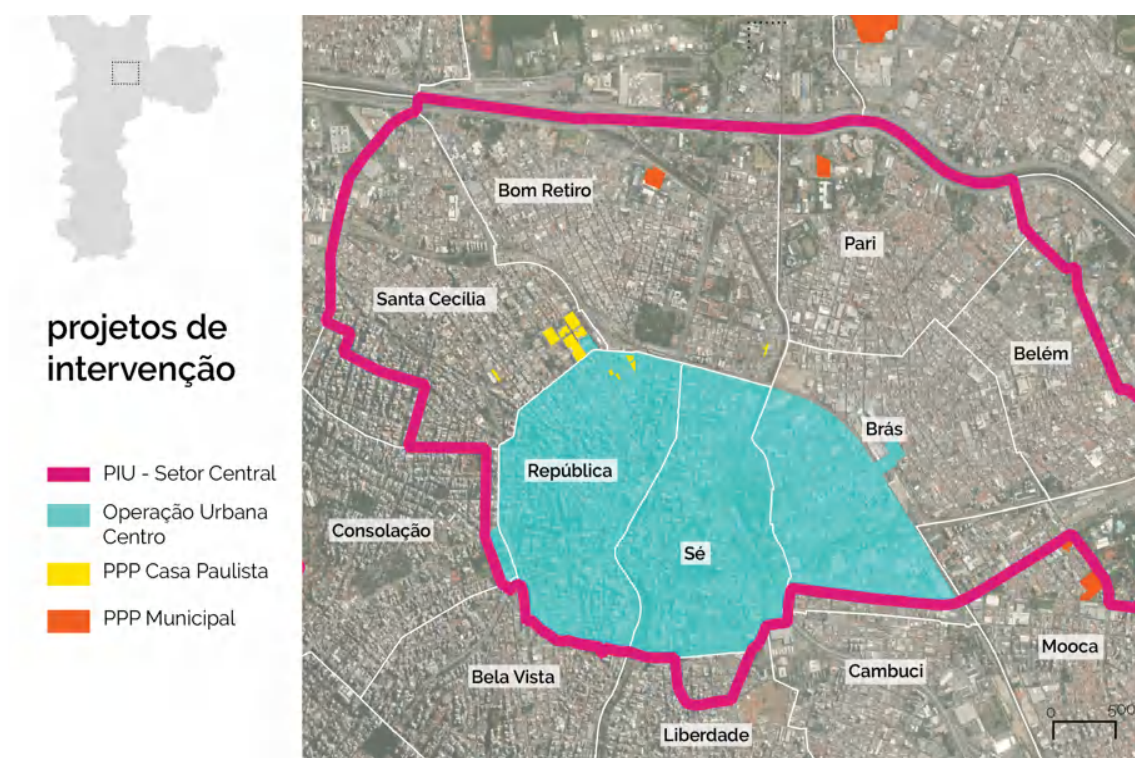 projetos de
intervenção
PIU - Setor Central
Operação Urbana
Centro
PPP Casa Paulista
PPP Municipal
Bom Retiro
Pari
Santa Cecília
Belém
Brás
República
Consolação
Sé
Mooca
Cambuci
Bela Vista
Liberdade
0
500